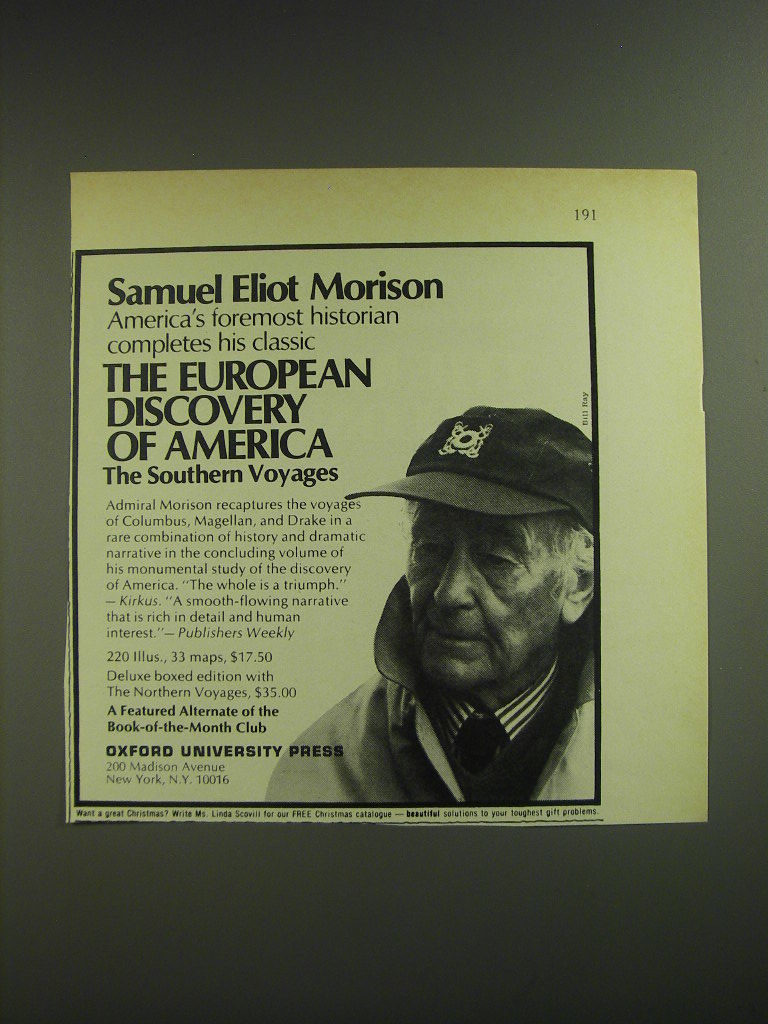 191
Samuel Eliot Morison
America's foremost historian
completes his classic
THE EUROPEAN
DISCOVERY
OF AMERICA
The Southern Voyages
Admiral Morison recaptures the voyages
of Columbus, Magellan, and Drake in a
rare combination of history and dramatic
narrative in the concluding volume of
his monumental study of the discovery
of America. "The whole is a triumph."
— Kirkus. "A smooth-flowing narrative
that is rich in detail and human
interest."— Publishers Weekly
220 Illus., 33 maps, $17.50
Deluxe boxed edition with
The Northern Voyages, $35.00
A Featured Alternate of the
Book-of-the-Month Club
OXFORD UNIVERSITY PRESS
200 Madison Avenue
New York, N.Y. 10016
Bill Ray
Want a great Christmas? Write Ms. Linda Scovill for our FREE Christmas catalogue — beautiful solutions to your toughest gift problems.